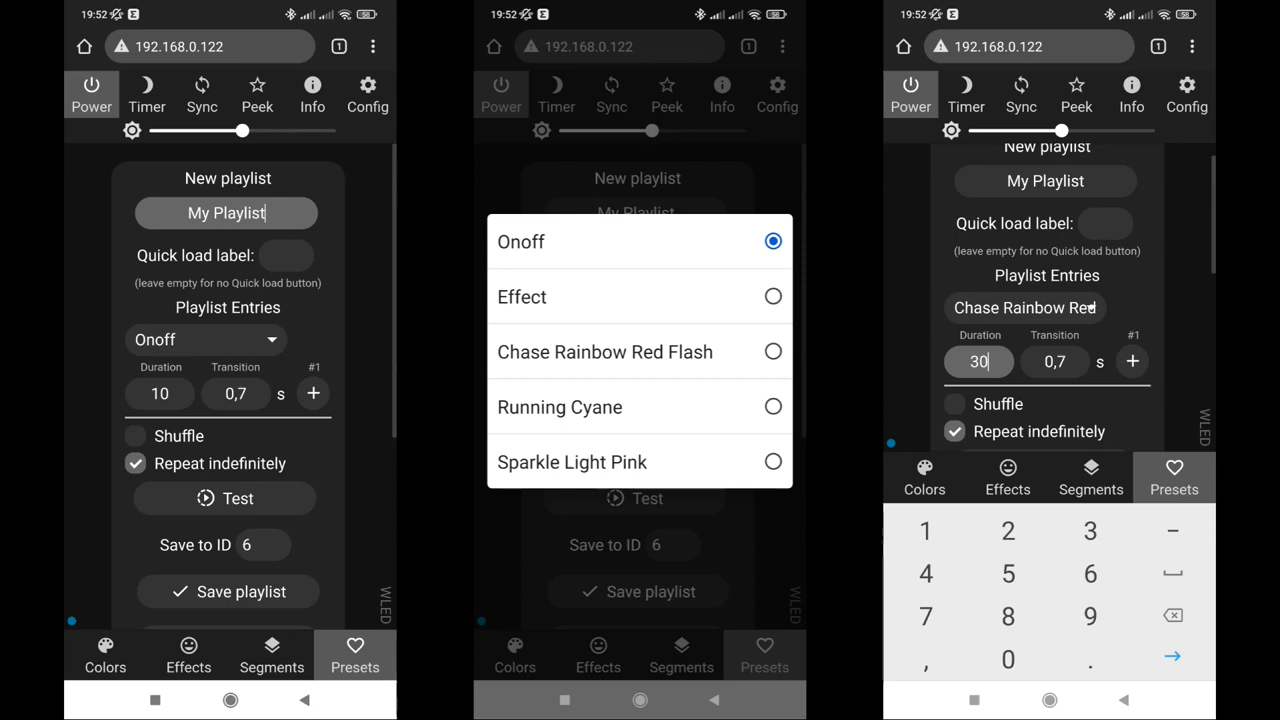 19:52
58
192.168.0.122
1
Power Timer Sync Peek Info Config
New playlist
My Playlist
Quick load label:
(leave empty for no Quick load button)
Playlist Entries
Onoff
Duration Transition #1
10 0,7 s +
Shuffle
Repeat indefinitely
Test
Save to ID 6
Save playlist
WLED
Colors Effects Segments Presets
19:52
58
192.168.0.122
1
Power Timer Sync Peek Info Config
New playlist
My Playlist
Onoff
Effect
Chase Rainbow Red Flash
Running Cyane
Sparkle Light Pink
Test
Save to ID 6
Save playlist
WLED
Colors Effects Segments Presets
19:52
58
192.168.0.122
1
Power Timer Sync Peek Info Config
New playlist
My Playlist
Quick load label:
(leave empty for no Quick load button)
Playlist Entries
Chase Rainbow Red
Duration Transition #1
30 0,7 s +
Shuffle
Repeat indefinitely
WLED
Colors Effects Segments Presets
1 2 3 -
4 5 6
7 8 9
, 0 .